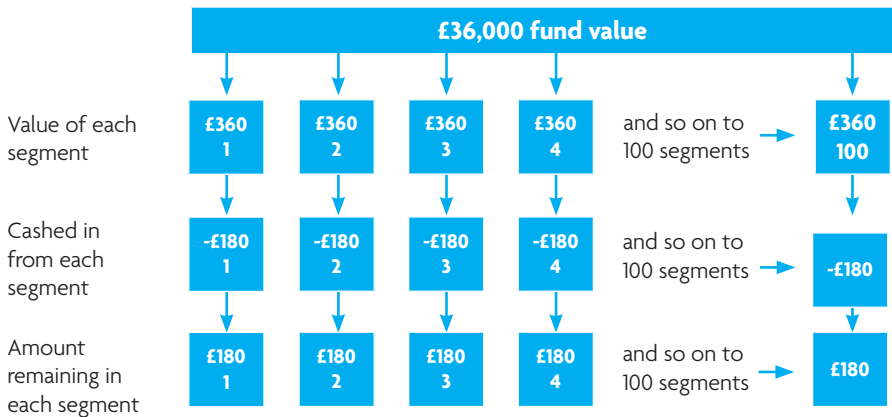 £36,000 fund value
Value of each
segment
£360
1
£360
2
£360
3
£360
4
and so on to
100 segments
£360
100
Cashed in
from each
segment
-£180
1
-£180
2
-£180
3
-£180
4
and so on to
100 segments
-£180
Amount
remaining in
each segment
£180
1
£180
2
£180
3
£180
4
and so on to
100 segments
£180